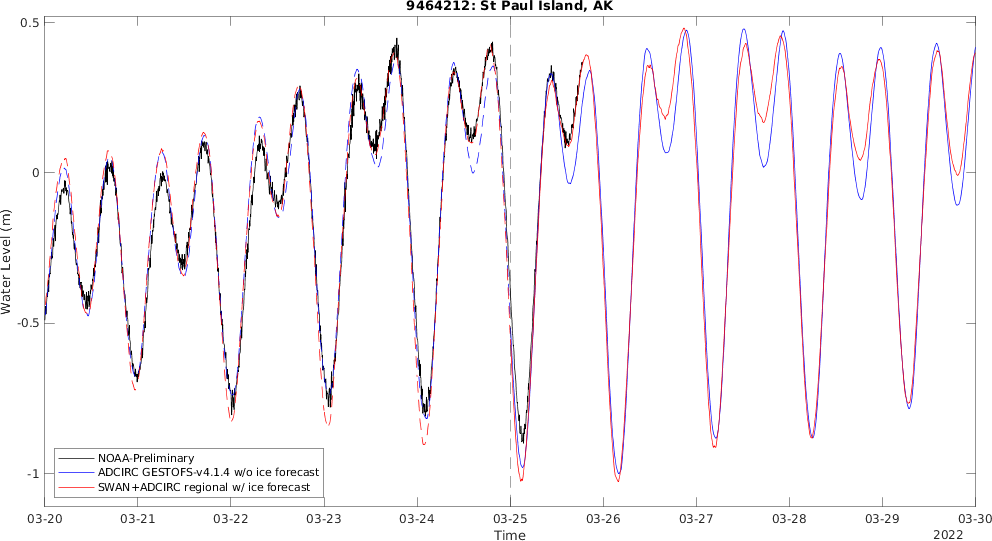 9464212: St Paul Island, AK
Water Level (m)
0.5
0
-0.5
-1
NOAA-Preliminary
ADCIRC GESTOFS-v4.1.4 w/o ice forecast
SWAN+ADCIRC regional w/ ice forecast
03-20 03-21 03-22 03-23 03-24 03-25 03-26 03-27 03-28 03-29 03-30
Time
2022